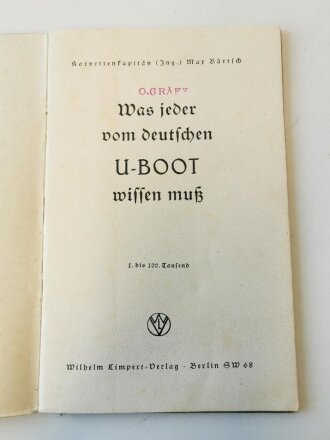 Korvettenkapitän (Ing.) Max Bartsch
O.GRÄFT
Was jeder
vom deutschen
U-BOOT
wissen muß
1. bis 100. Tausend
Wilhelm Limpert-Verlag · Berlin SW 68